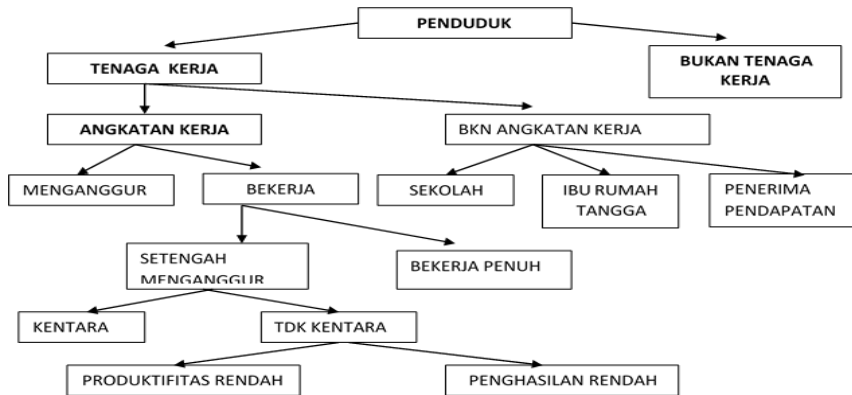 PENDUDUK
TENAGA KERJA
BUKAN TENAGA
KERJA
ANGKATAN KERJA
BKN ANGKATAN KERJA
MENGANGGUR
BEKERJA
SEKOLAH
IBU RUMAH
TANGGA
PENERIMA
PENDAPATAN
SETENGAH
MENGANGGUR
BEKERJA PENUH
KENTARA
TDK KENTARA
PRODUKTIFITAS RENDAH
PENGHASILAN RENDAH